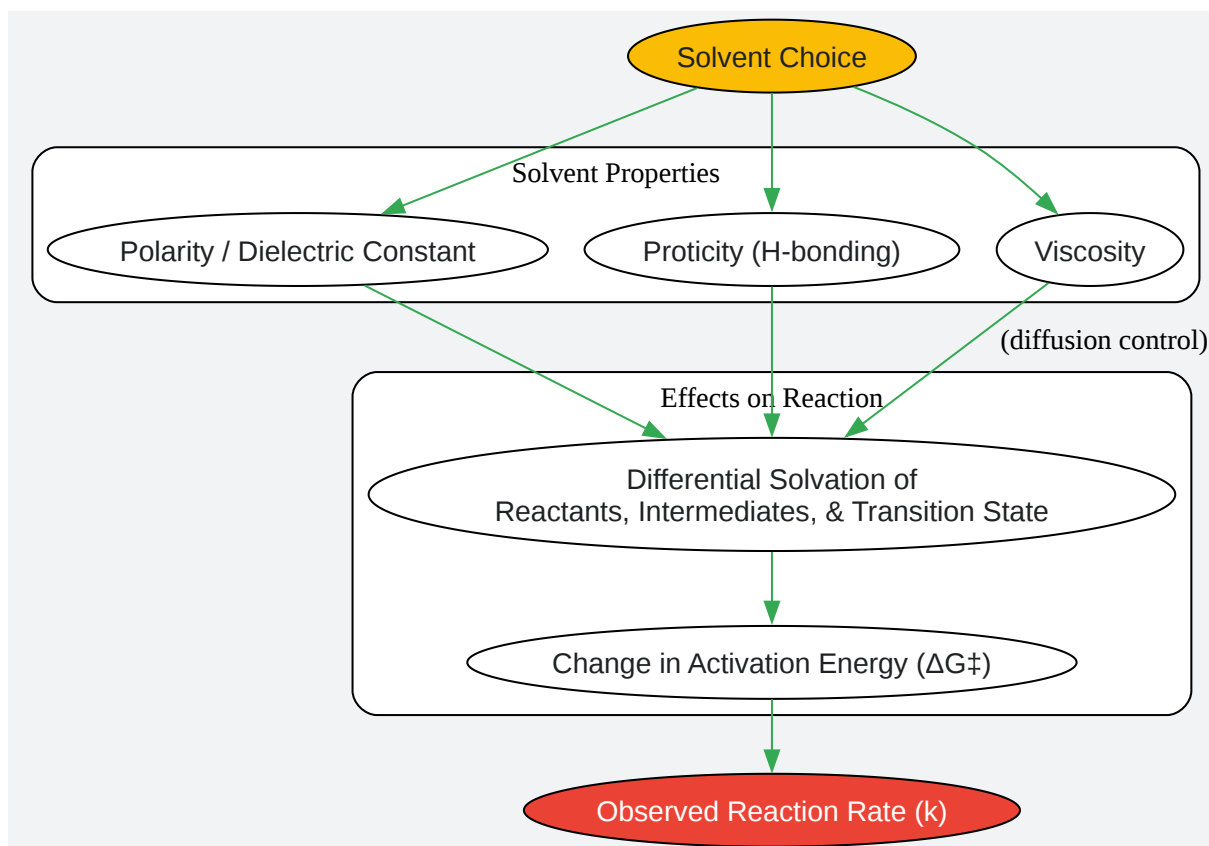 Solvent Choice
Solvent Properties
Polarity / Dielectric Constant
Proticity (H-bonding)
Viscosity
(diffusion control)
Effects on Reaction
Differential Solvation of
Reactants, Intermediates, & Transition State
Change in Activation Energy (ΔG‡)
Observed Reaction Rate (k)